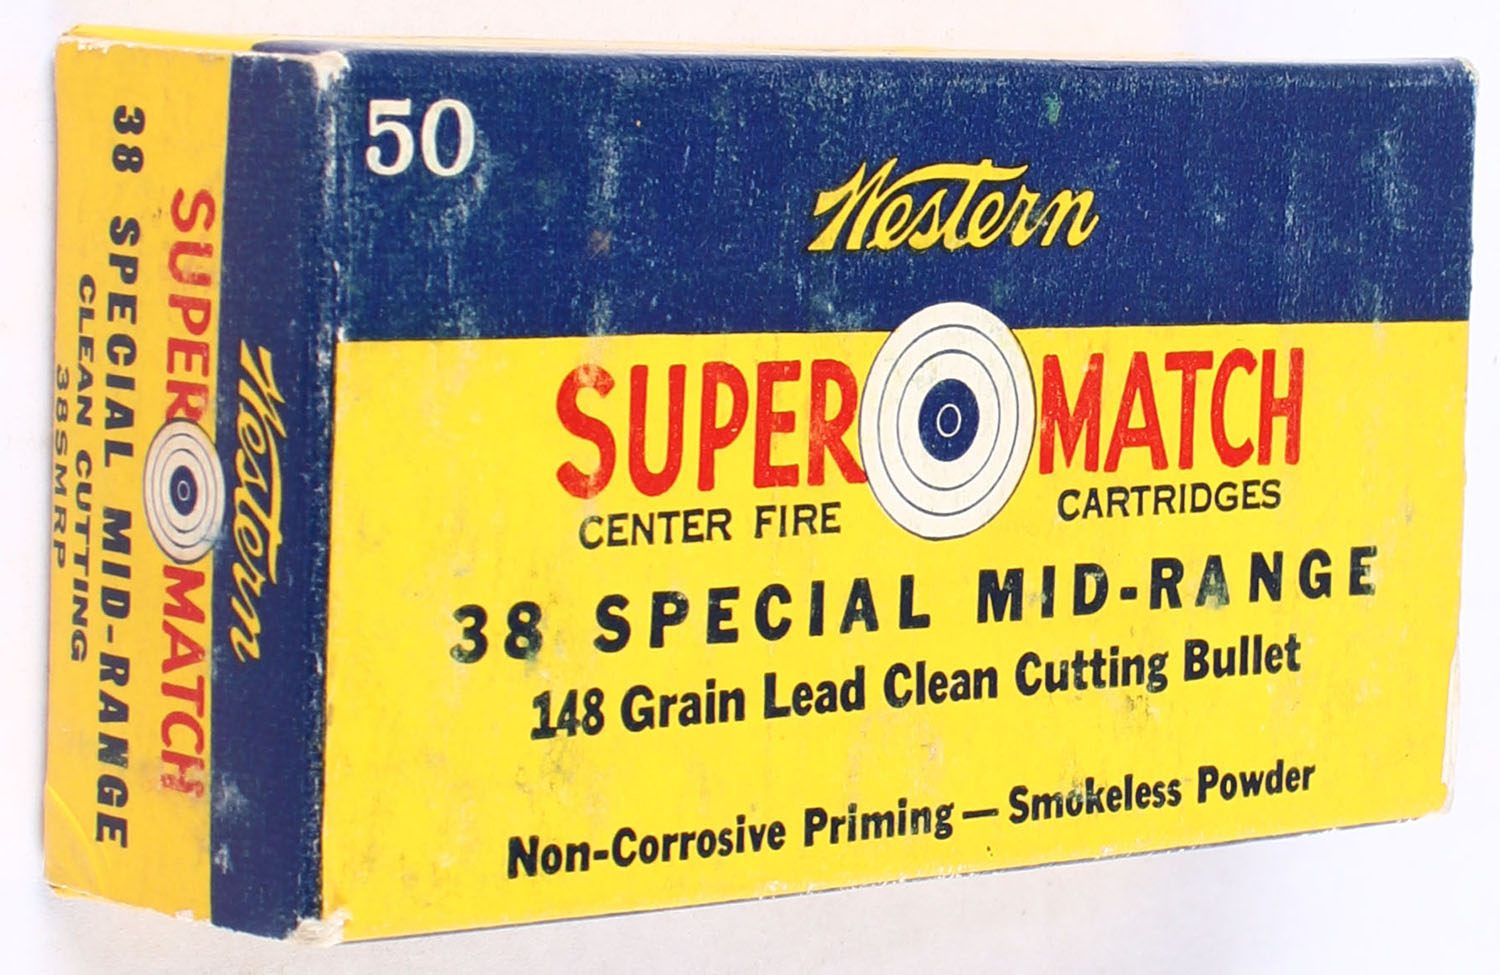 50
Western
SUPER MATCH
CENTER FIRE CARTRIDGES
38 SPECIAL MID-RANGE
148 Grain Lead Clean Cutting Bullet
Non-Corrosive Priming — Smokeless Powder
Western
SUPER MATCH
38 SPECIAL MID-RANGE
CLEAN CUTTING
38SMRP